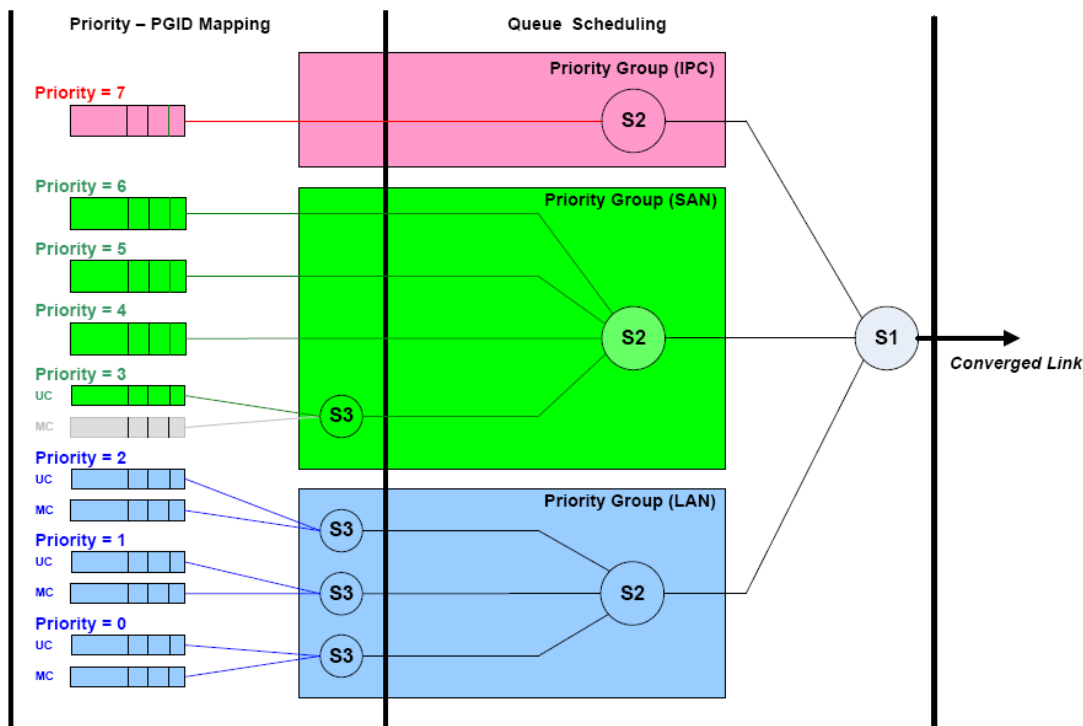 Priority – PGID Mapping
Queue Scheduling
Priority Group (IPC)
Priority = 7
S2
Priority = 6
Priority Group (SAN)
Priority = 5
Priority = 4
S2
S1
Converged Link
Priority = 3
UC
S3
MC
Priority = 2
UC
Priority Group (LAN)
MC
S3
Priority = 1
UC
MC
S3
S2
Priority = 0
UC
S3
MC